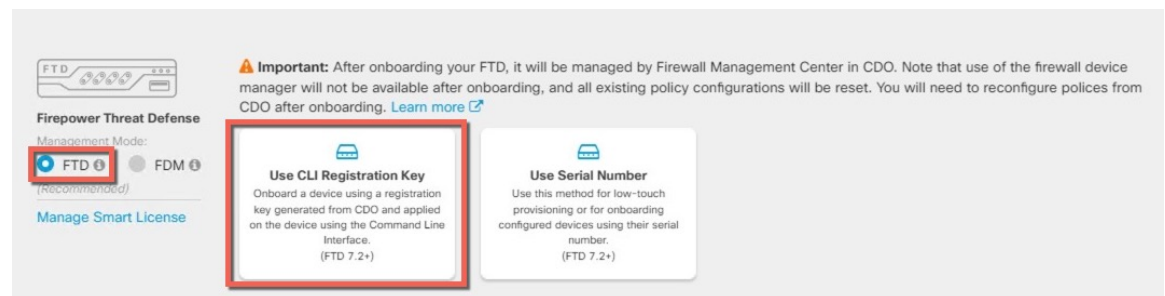 FTD
Firepower Threat Defense
Management Mode:
FTD FDM
(Recommended)
Manage Smart License
Important: After onboarding your FTD, it will be managed by Firewall Management Center in CDO. Note that use of the firewall device
manager will not be available after onboarding, and all existing policy configurations will be reset. You will need to reconfigure polices from
CDO after onboarding. Learn more
Use CLI Registration Key
Onboard a device using a registration
key generated from CDO and applied
on the device using the Command Line
Interface.
(FTD 7.2+)
Use Serial Number
Use this method for low-touch
provisioning or for onboarding
configured devices using their serial
number.
(FTD 7.2+)